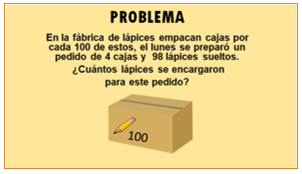 PROBLEMA
En la fábrica de lápices empacan cajas por
cada 100 de estos, el lunes se preparó un
pedido de 4 cajas y 98 lápices sueltos.
¿Cuántos lápices se encargaron
para este pedido?
100